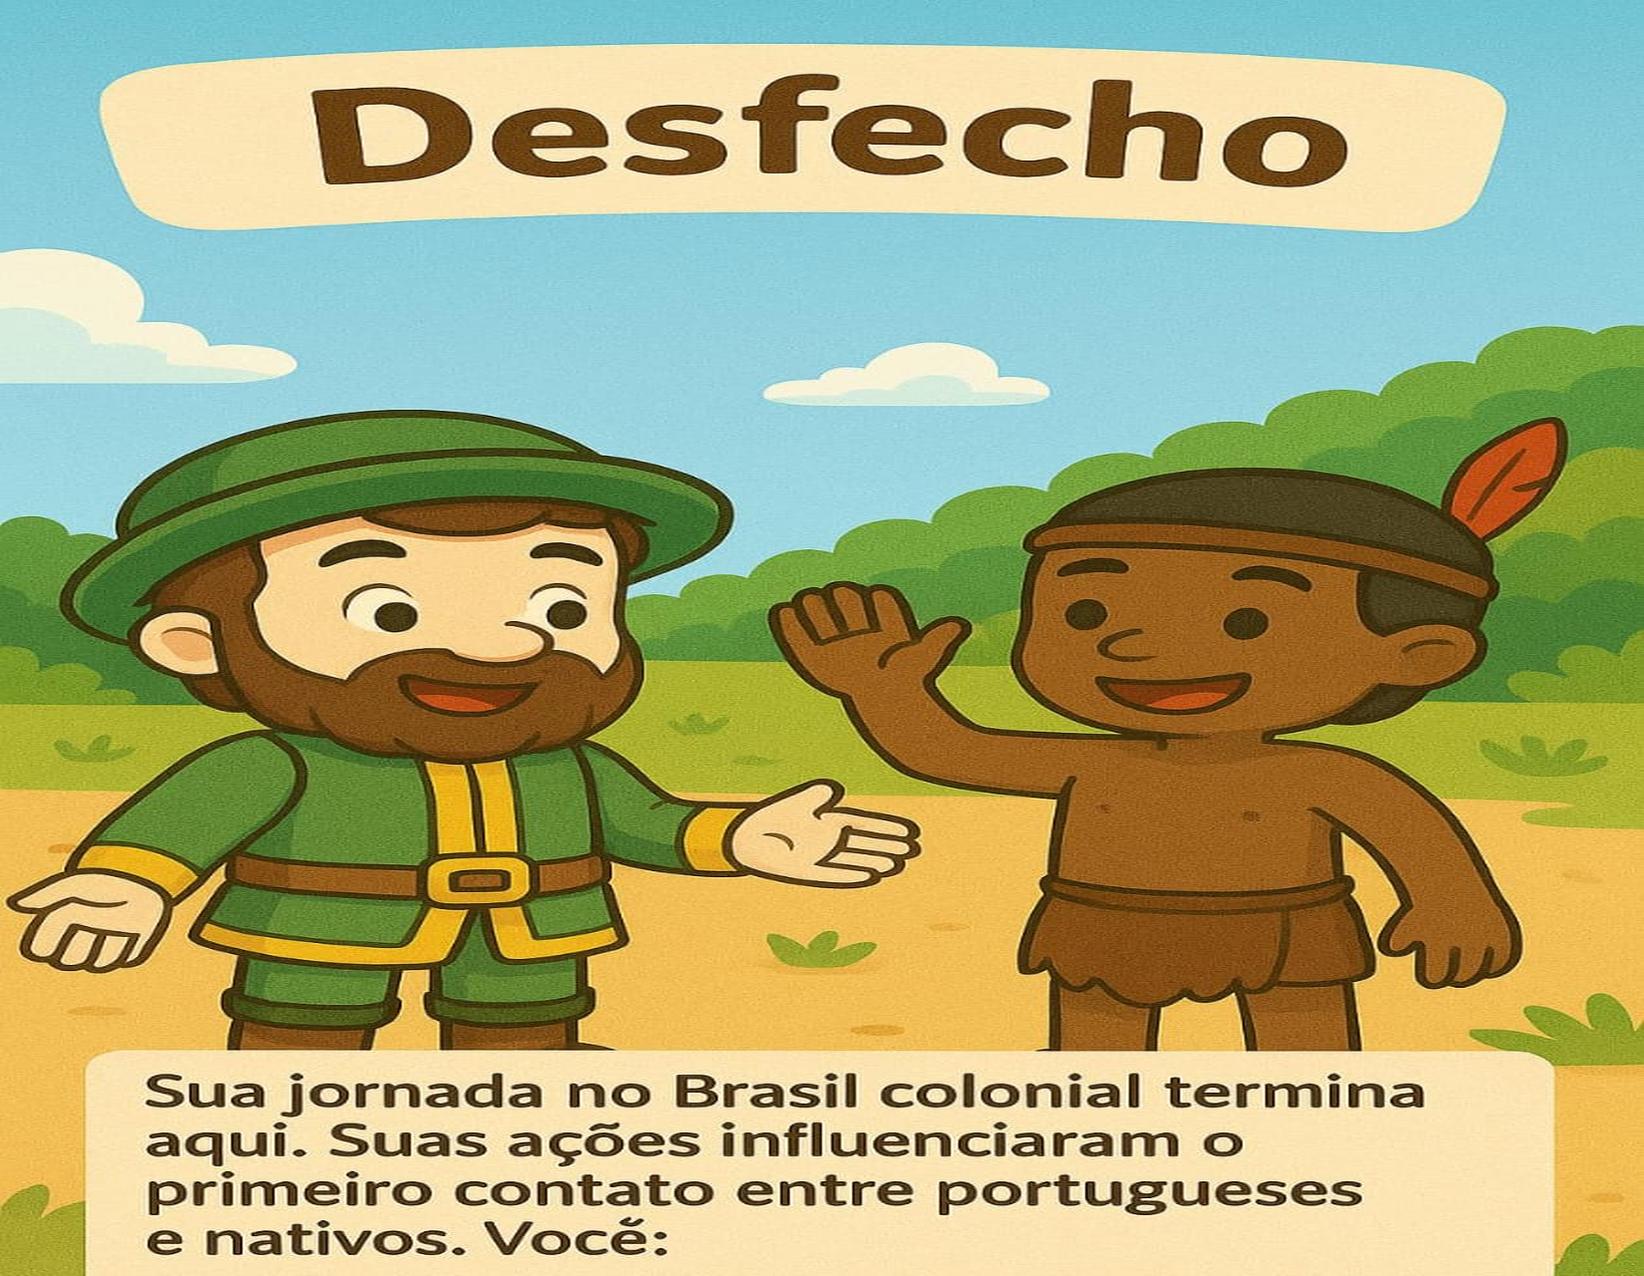 Desfecho
Sua jornada no Brasil colonial termina
aqui. Suas ações influenciaram o
primeiro contato entre portugueses
e nativos. Você: